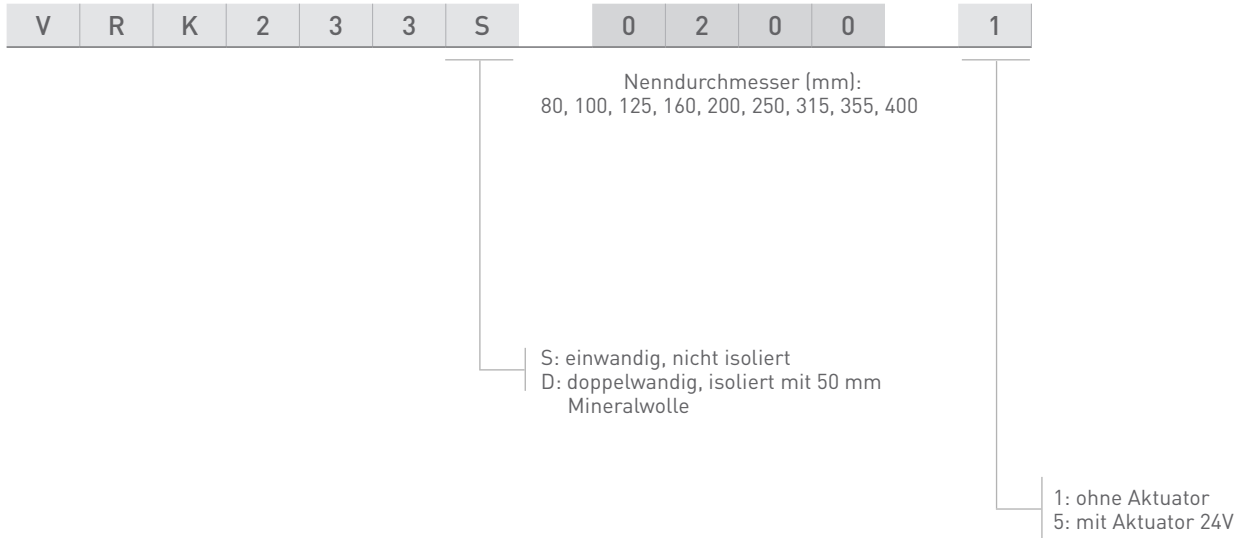 V R K 2 3 3 S 0 2 0 0 1
Nenndurchmesser (mm):
80, 100, 125, 160, 200, 250, 315, 355, 400
S: einwandig, nicht isoliert
D: doppelwandig, isoliert mit 50 mm
Mineralwolle
1: ohne Aktuator
5: mit Aktuator 24V